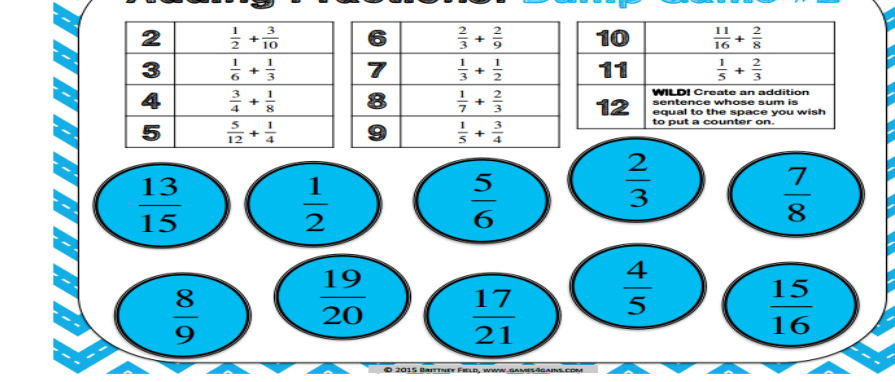 Adding Fractions: Bump Game #2
2 1/2 + 3/10
3 1/6 + 1/3
4 3/4 + 1/8
5 5/12 + 1/4
6 2/3 + 2/9
7 1/3 + 1/2
8 1/7 + 2/3
9 1/5 + 3/4
10 11/16 + 2/8
11 1/5 + 2/3
12 WILD! Create an addition
sentence whose sum is
equal to the space you wish
to put a counter on.
13/15 1/2 5/6 2/3 7/8
8/9 19/20 17/21 4/5 15/16
© 2015 Brittney Field, www.games4gains.com